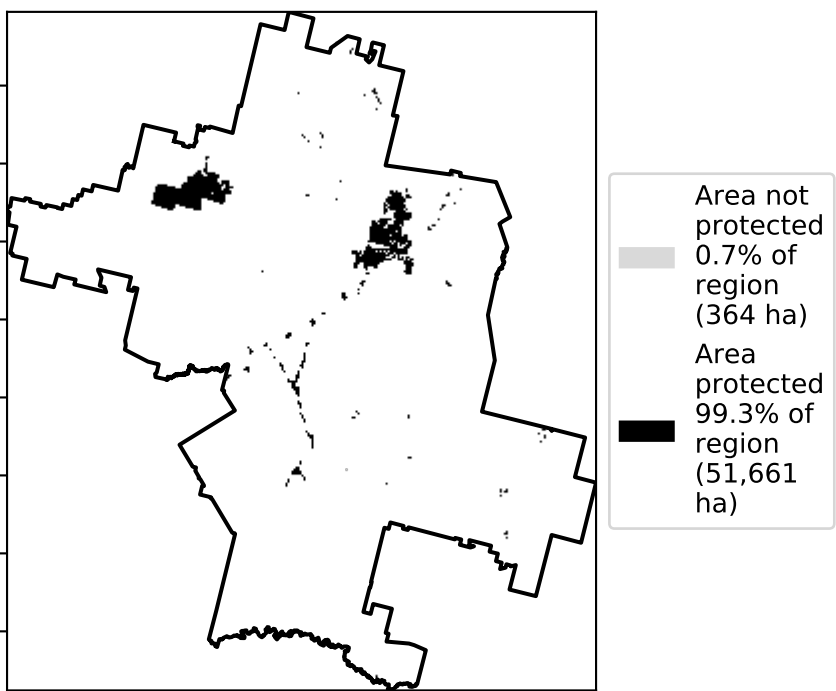 Area not
protected
0.7% of
region
(364 ha)
Area
protected
99.3% of
region
(51,661
ha)